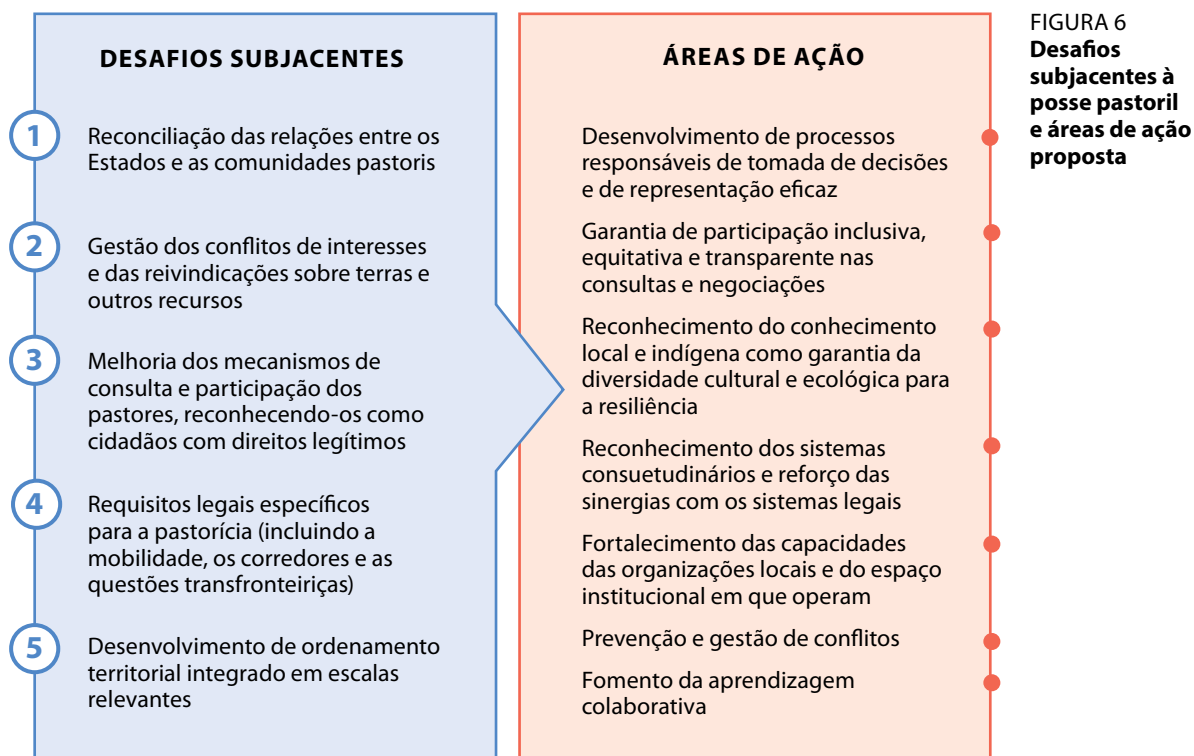 DESAFIOS SUBJACENTES
1
Reconciliação das relações entre os
Estados e as comunidades pastoris
2
Gestão dos conflitos de interesses
e das reivindicações sobre terras e
outros recursos
3
Melhoria dos mecanismos de
consulta e participação dos
pastores, reconhecendo-os como
cidadãos com direitos legítimos
4
Requisitos legais específicos
para a pastorícia (incluindo a
mobilidade, os corredores e as
questões transfronteiriças)
5
Desenvolvimento de ordenamento
territorial integrado em escalas
relevantes
ÁREAS DE AÇÃO
Desenvolvimento de processos
responsáveis de tomada de decisões
e de representação eficaz
Garantia de participação inclusiva,
equitativa e transparente nas
consultas e negociações
Reconhecimento do conhecimento
local e indígena como garantia da
diversidade cultural e ecológica para
a resiliência
Reconhecimento dos sistemas
consuetudinários e reforço das
sinergias com os sistemas legais
Fortalecimento das capacidades
das organizações locais e do espaço
institucional em que operam
Prevenção e gestão de conflitos
Fomento da aprendizagem
colaborativa
FIGURA 6
Desafios
subjacentes à
posse pastoril
e áreas de ação
proposta